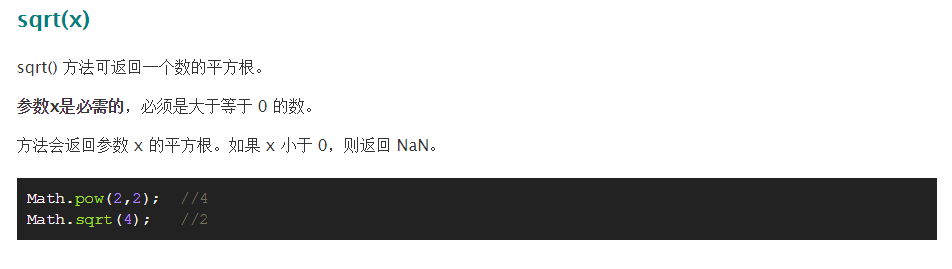 sqrt(x)
sqrt() 方法可返回一个数的平方根。
参数x是必需的，必须是大于等于 0 的数。
方法会返回参数 x 的平方根。如果 x 小于 0，则返回 NaN。
Math.pow(2,2);  //4
Math.sqrt(4);   //2